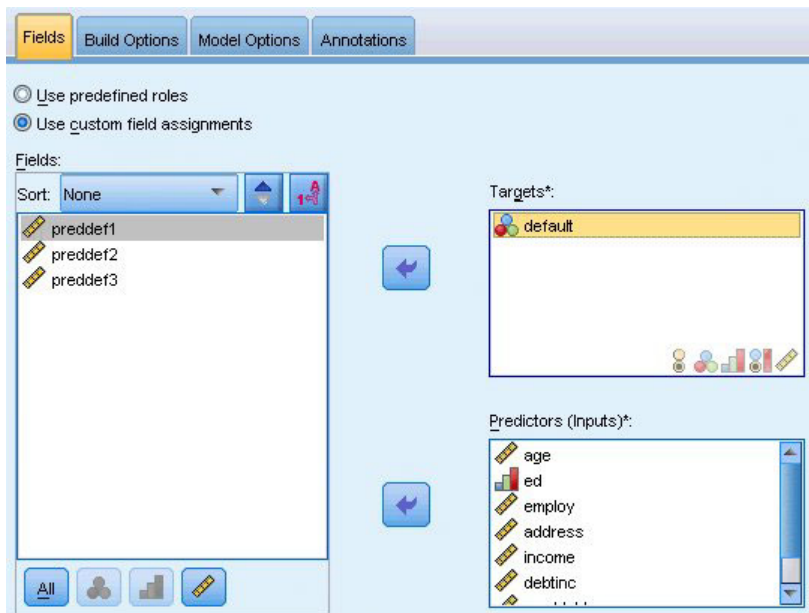 Fields
Build Options
Model Options
Annotations
Use predefined roles
Use custom field assignments
Fields:
Sort: None
preddef1
preddef2
preddef3
All
Targets*:
default
Predictors (Inputs)*:
age
ed
employ
address
income
debtinc